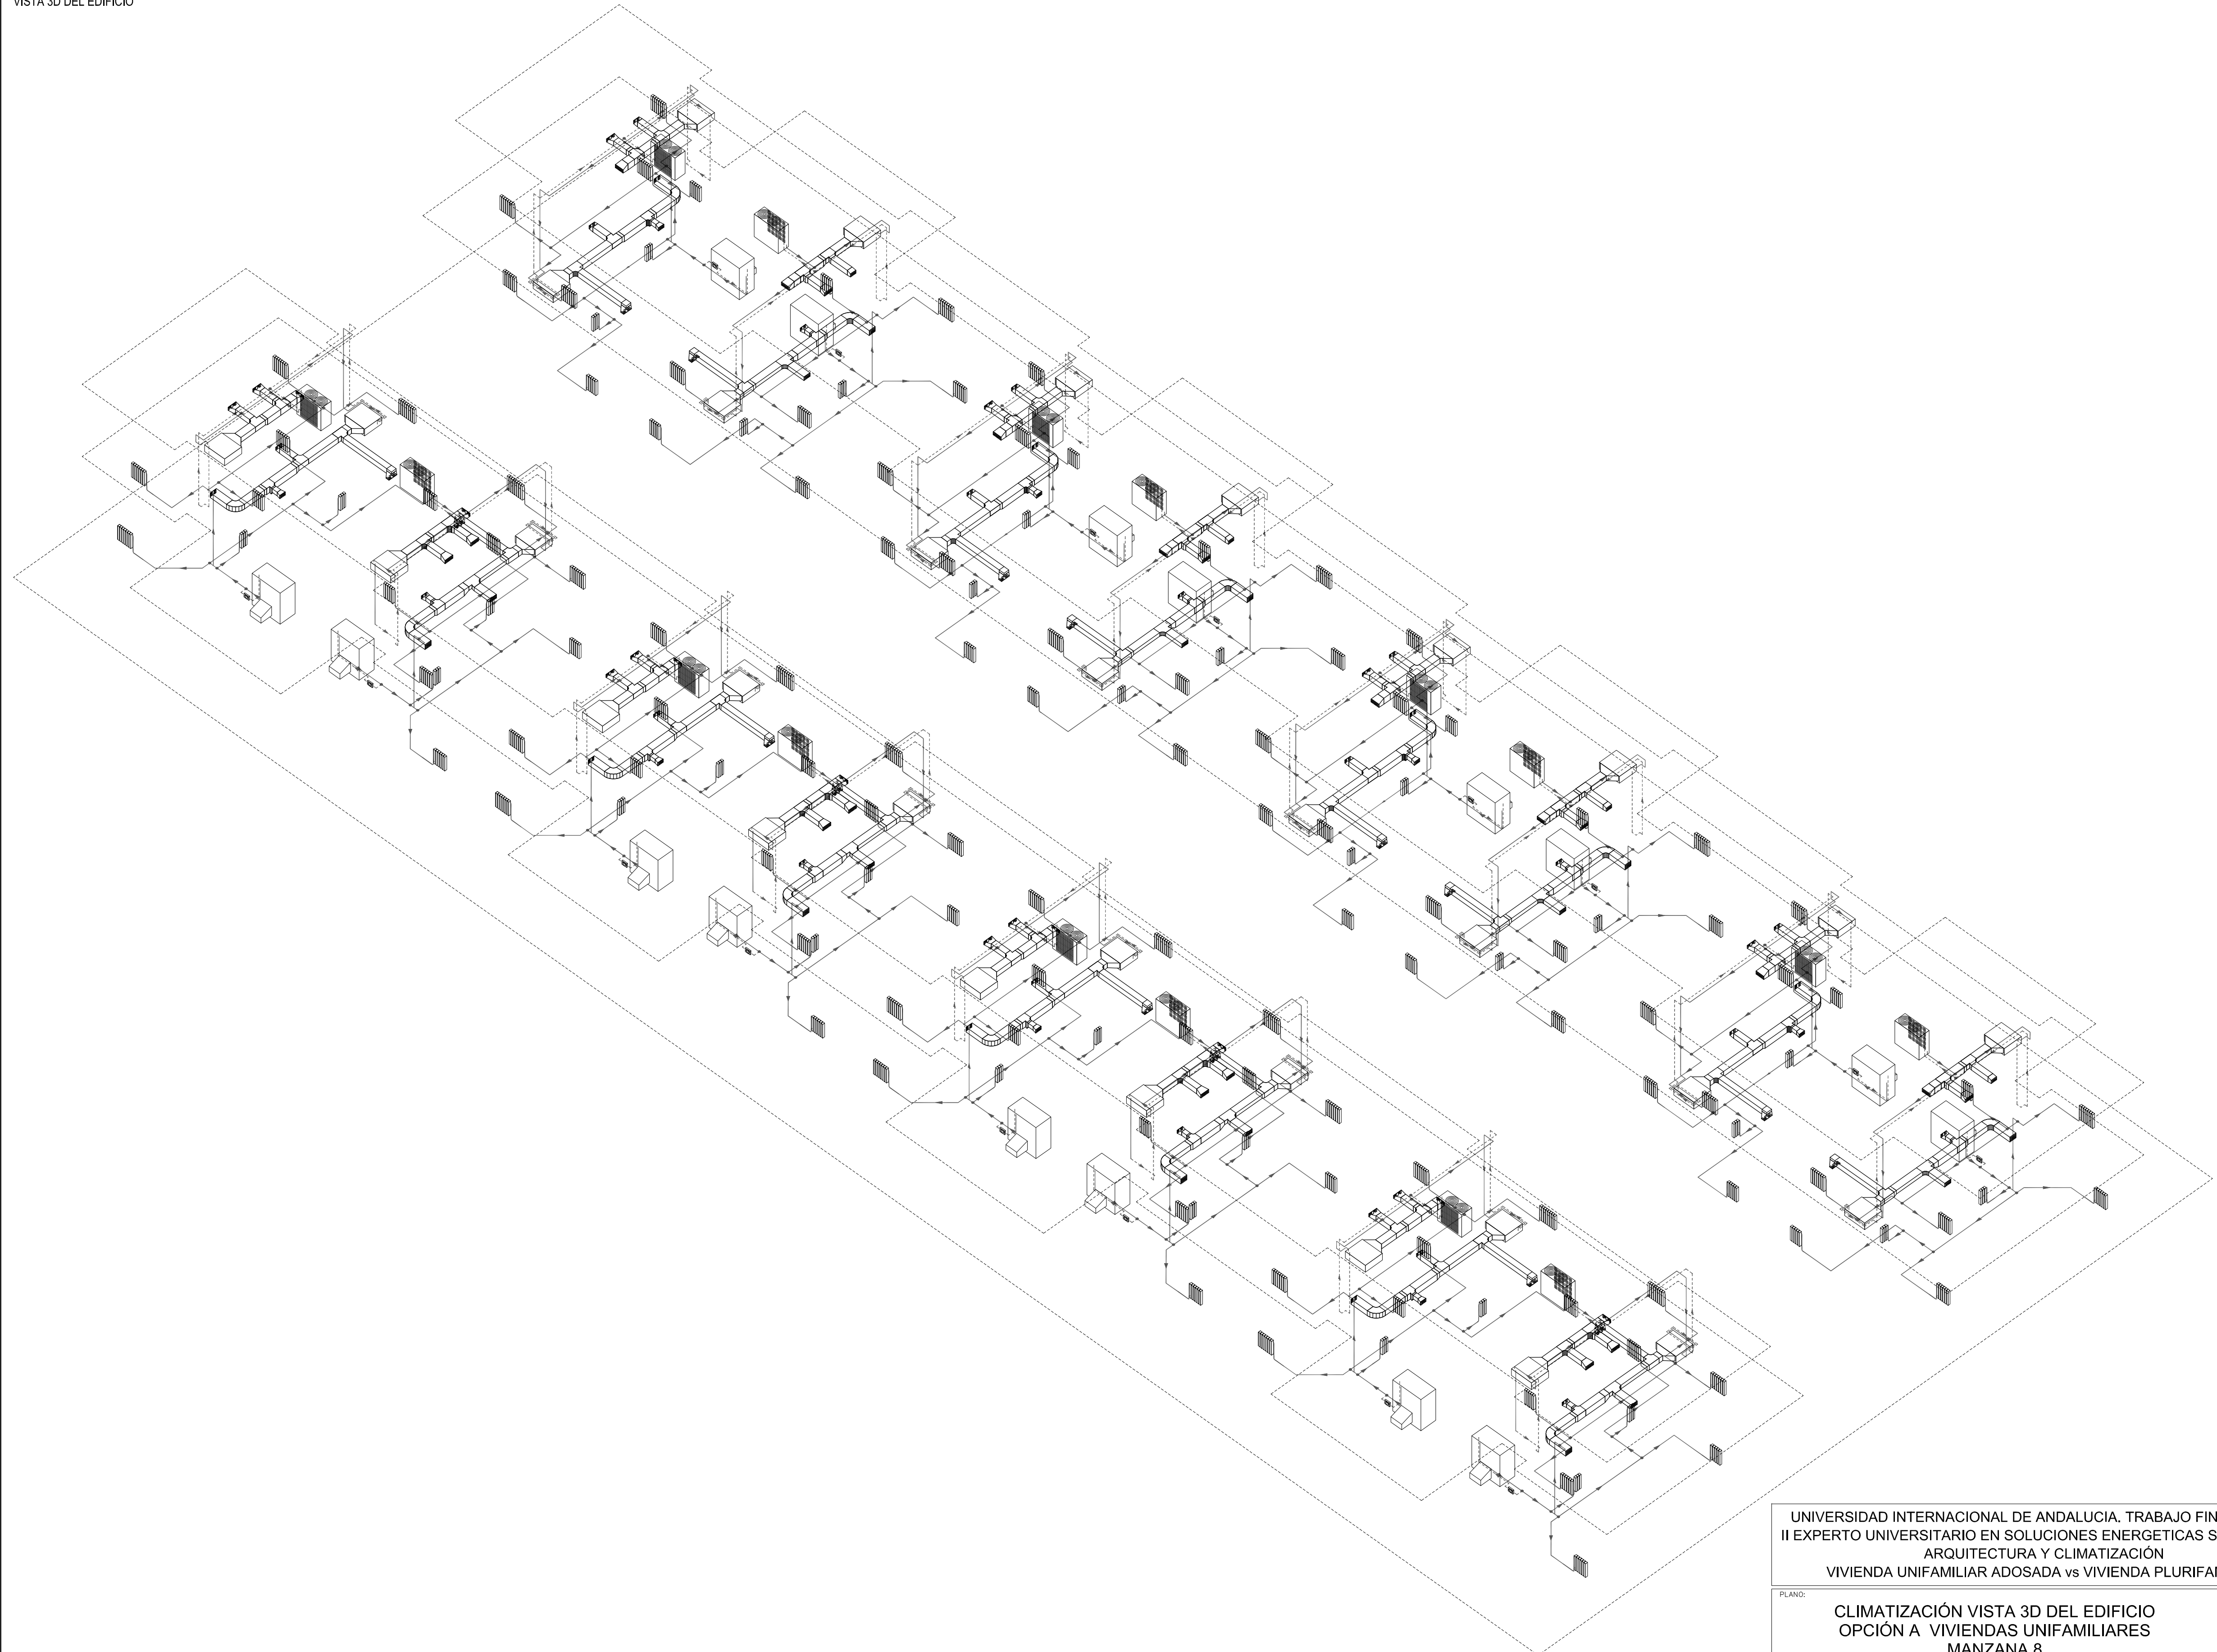 VISTA 3D DEL EDIFICIO
UNIVERSIDAD INTERNACIONAL DE ANDALUCIA. TRABAJO FIN
II EXPERTO UNIVERSITARIO EN SOLUCIONES ENERGETICAS S
ARQUITECTURA Y CLIMATIZACIÓN
VIVIENDA UNIFAMILIAR ADOSADA vs VIVIENDA PLURIFA
PLANO:
CLIMATIZACIÓN VISTA 3D DEL EDIFICIO
OPCIÓN A VIVIENDAS UNIFAMILIARES
MANZANA 8